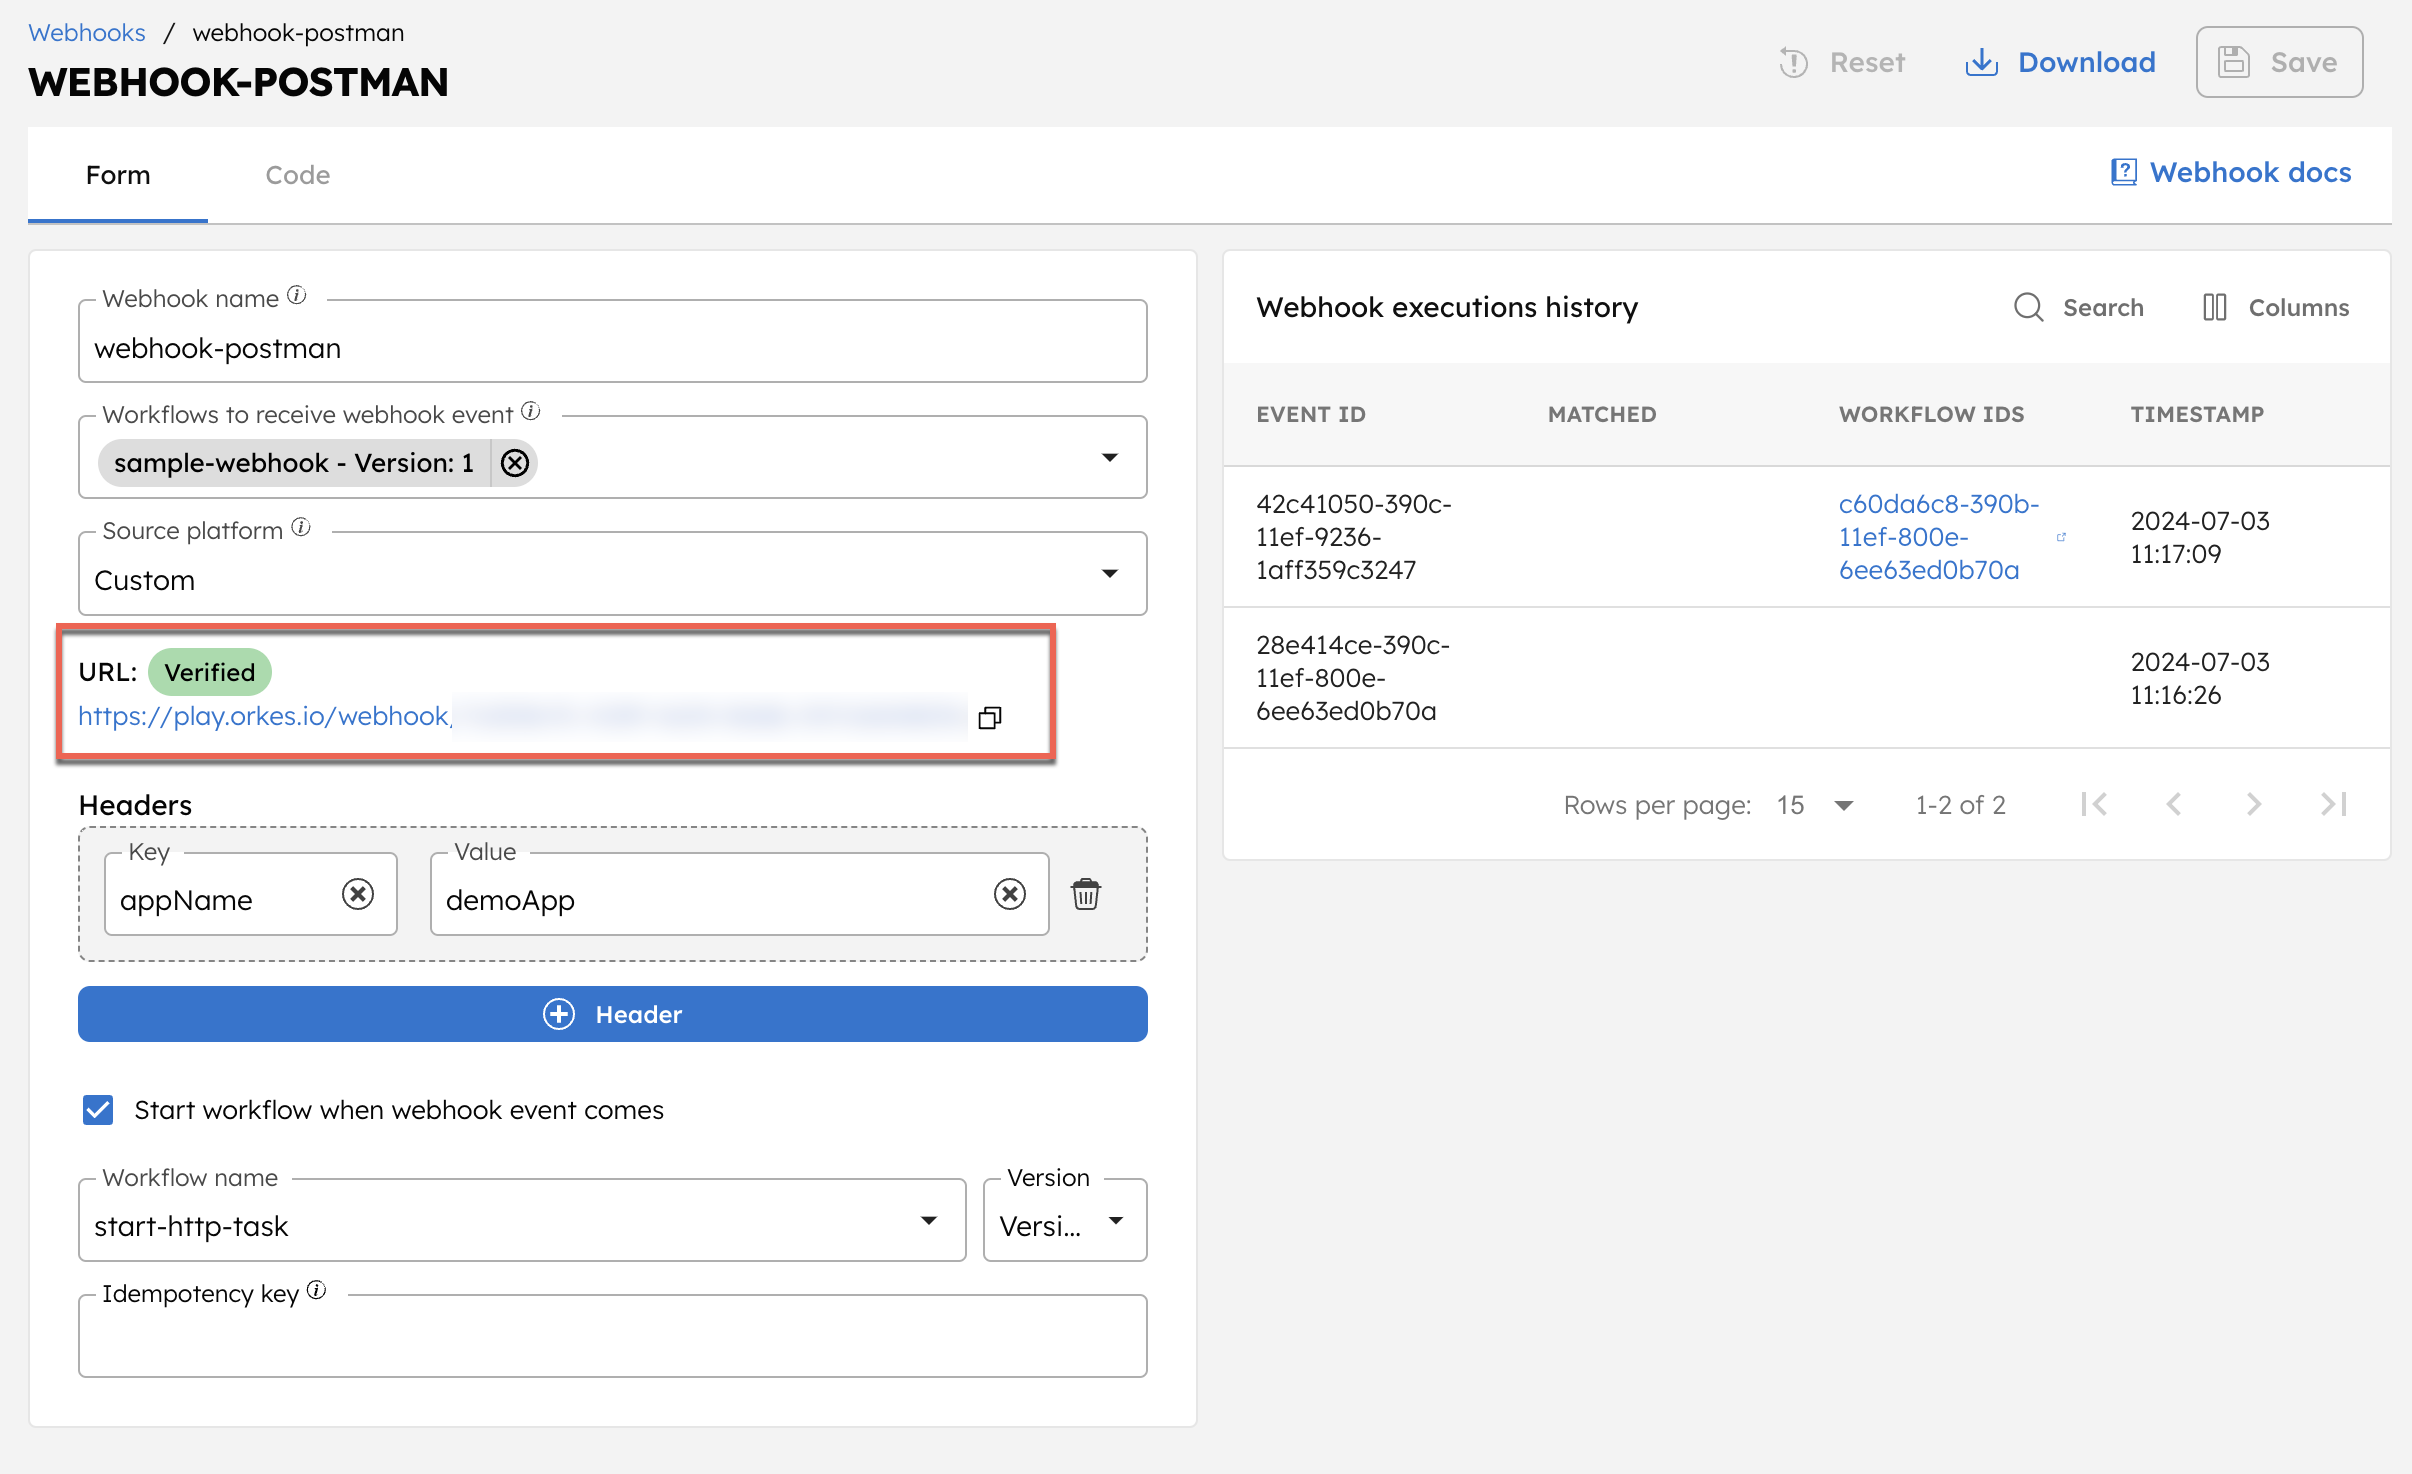 Webhooks / webhook-postman
WEBHOOK-POSTMAN
Reset
Download
Save
Form
Code
Webhook docs
Webhook name
webhook-postman
Workflows to receive webhook event
sample-webhook - Version: 1
Source platform
Custom
URL: Verified
https://play.orkes.io/webhook/
Headers
Key
appName
Value
demoApp
Header
Start workflow when webhook event comes
Workflow name
start-http-task
Version
Versi...
Idempotency key
Webhook executions history
Search
Columns
EVENT ID MATCHED WORKFLOW IDS TIMESTAMP
42c41050-390c-
11ef-9236-
1aff359c3247
c60da6c8-390b-
11ef-800e-
6ee63ed0b70a
2024-07-03
11:17:09
28e414ce-390c-
11ef-800e-
6ee63ed0b70a
2024-07-03
11:16:26
Rows per page: 15 1-2 of 2